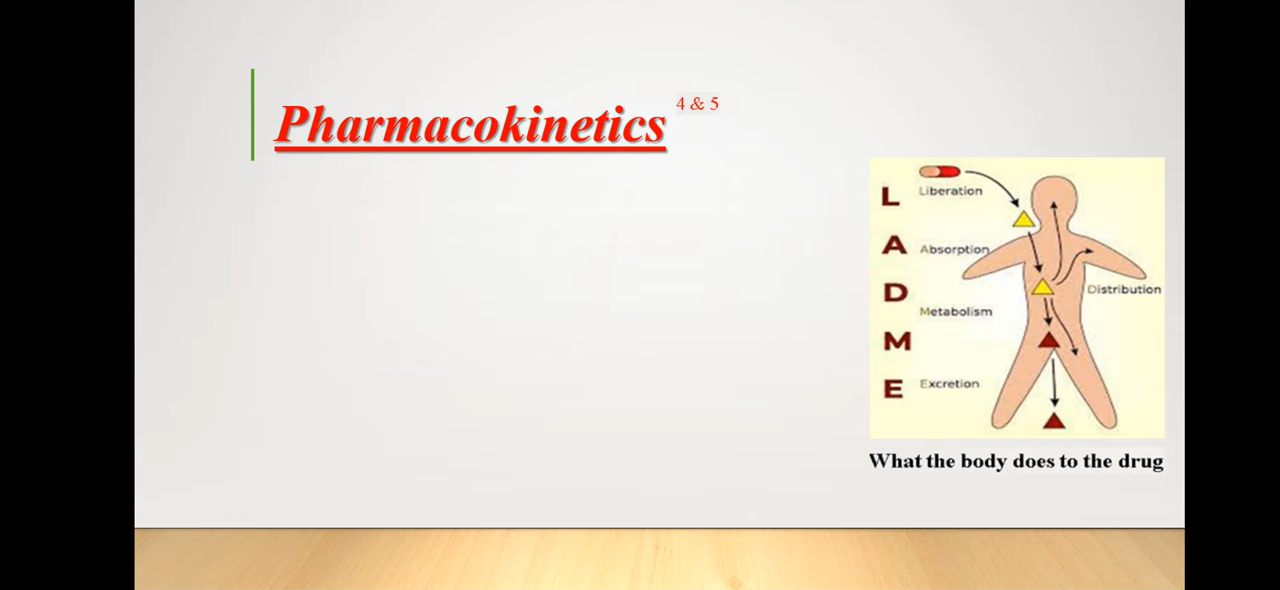 Pharmacokinetics 4 & 5
L Liberation
A Absorption
D Distribution
Metabolism
M
E Excretion
What the body does to the drug